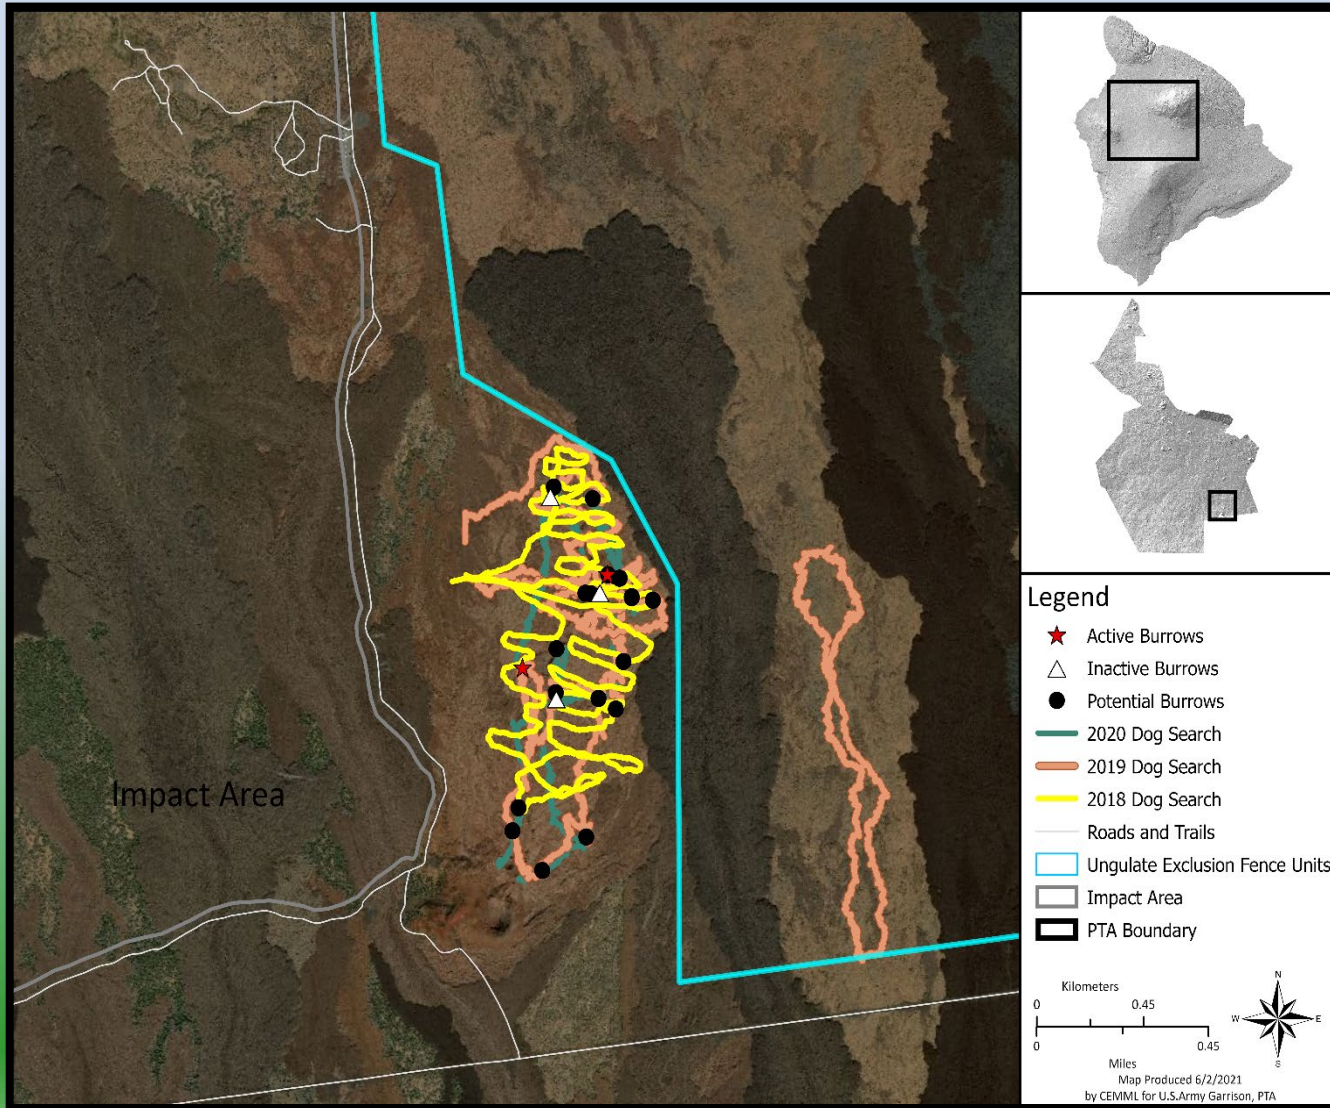 Impact Area
Legend
Active Burrows
Inactive Burrows
Potential Burrows
2020 Dog Search
2019 Dog Search
2018 Dog Search
Roads and Trails
Ungulate Exclusion Fence Units
Impact Area
PTA Boundary
Kilometers
0 0.45
0 0.45
Miles
N
W E
S
Map Produced 6/2/2021
by CEMML for U.S.Army Garrison, PTA